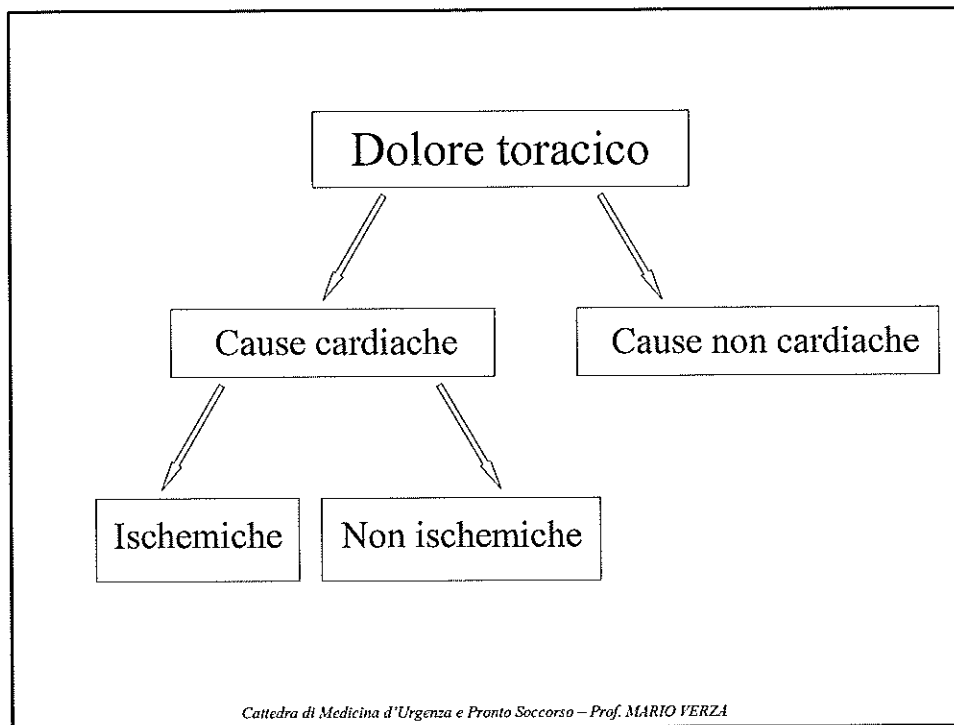 Dolore toracico
Cause cardiache
Cause non cardiache
Ischemiche
Non ischemiche
Cattedra di Medicina d'Urgenza e Pronto Soccorso – Prof. MARIO VERZA